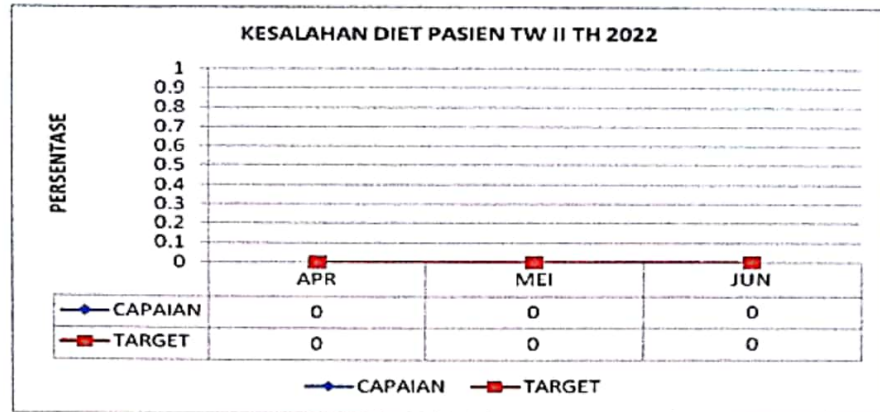 KESALAHAN DIET PASIEN TW II TH 2022
PERSENTASE
1
0.9
0.8
0.7
0.6
0.5
0.4
0.3
0.2
0.1
0
APR MEI JUN
CAPAIAN 0 0 0
TARGET 0 0 0
CAPAIAN TARGET